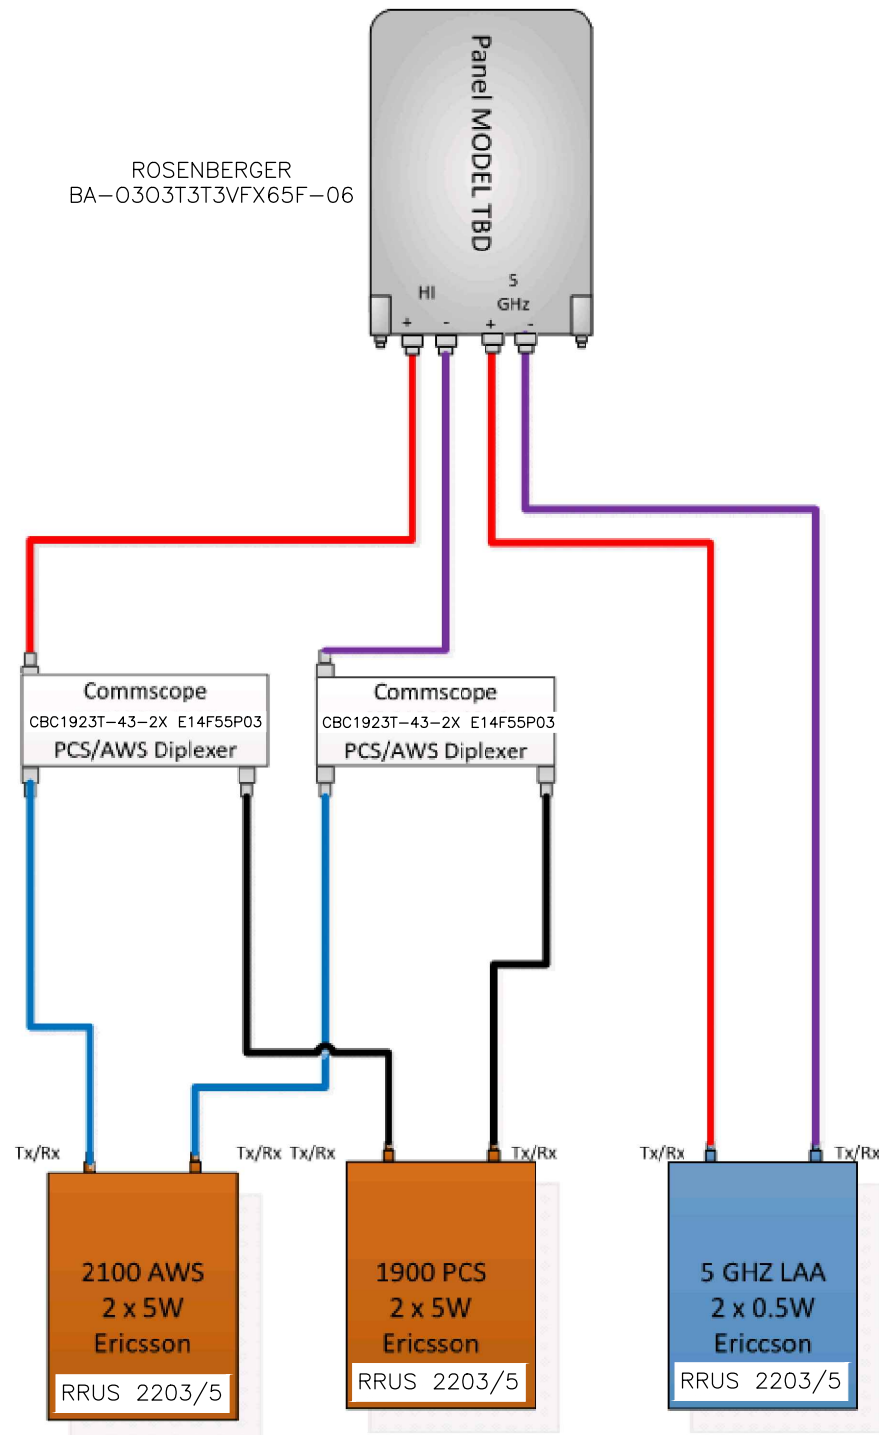 Panel MODEL TBD
ROSENBERGER
BA-0303T3T3VFX65F-06
HI
5
GHz
+ - + -
Commscope
CBC1923T-43-2X E14F55P03
PCS/AWS Diplexer
Commscope
CBC1923T-43-2X E14F55P03
PCS/AWS Diplexer
Tx/Rx
Tx/Rx
Tx/Rx
Tx/Rx
Tx/Rx
Tx/Rx
2100 AWS
2 x 5W
Ericsson
RRUS 2203/5
1900 PCS
2 x 5W
Ericsson
RRUS 2203/5
5 GHZ LAA
2 x 0.5W
Ericcson
RRUS 2203/5